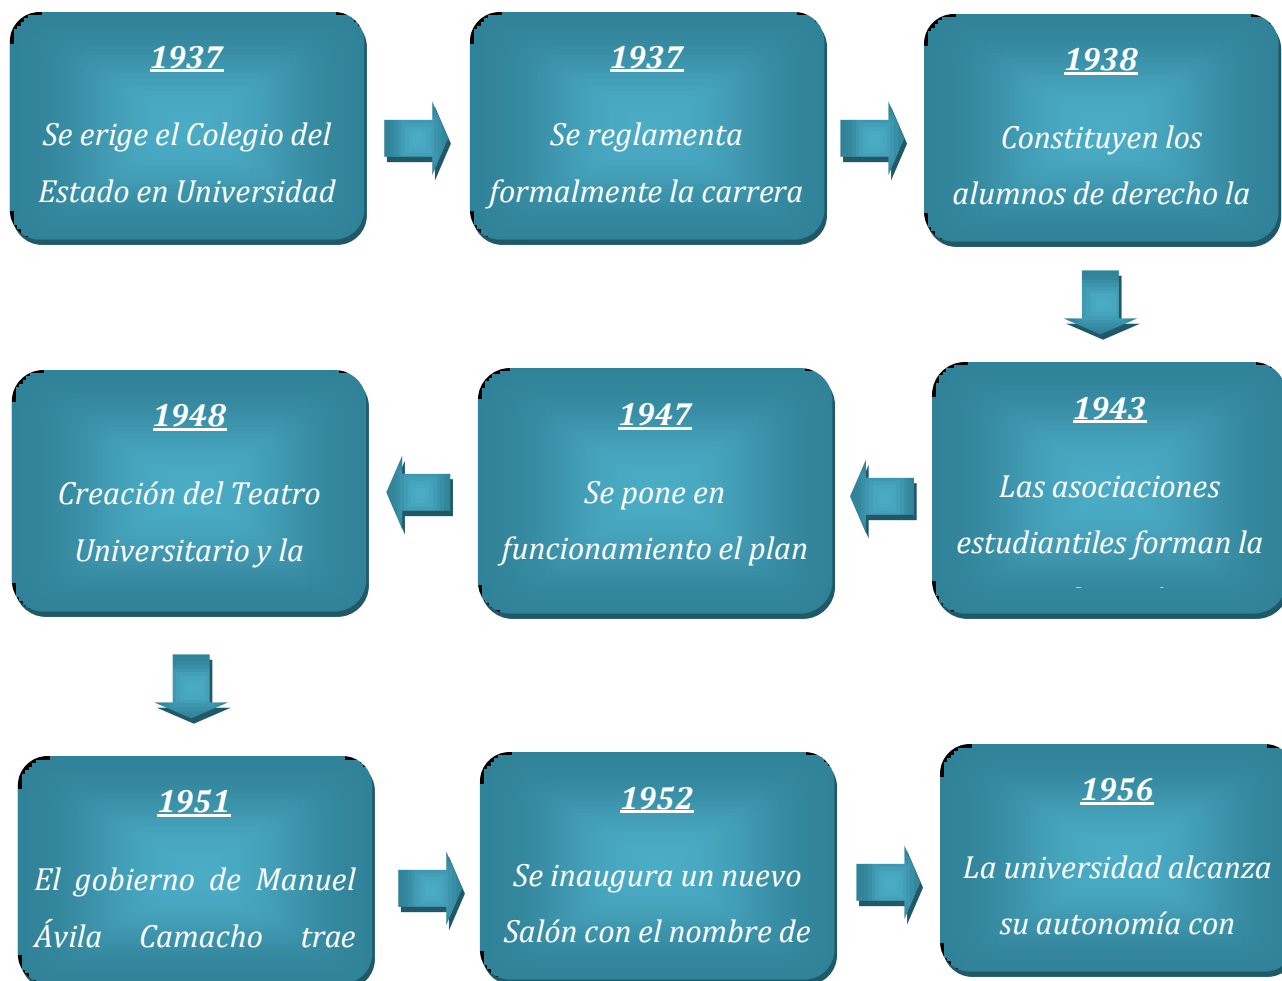 1937
Se erige el Colegio del
Estado en Universidad
1937
Se reglamenta
formalmente la carrera
1938
Constituyen los
alumnos de derecho la
1943
Las asociaciones
estudiantiles forman la
1947
Se pone en
funcionamiento el plan
1948
Creación del Teatro
Universitario y la
1951
El gobierno de Manuel
Ávila Camacho trae
1952
Se inaugura un nuevo
Salón con el nombre de
1956
La universidad alcanza
su autonomía con